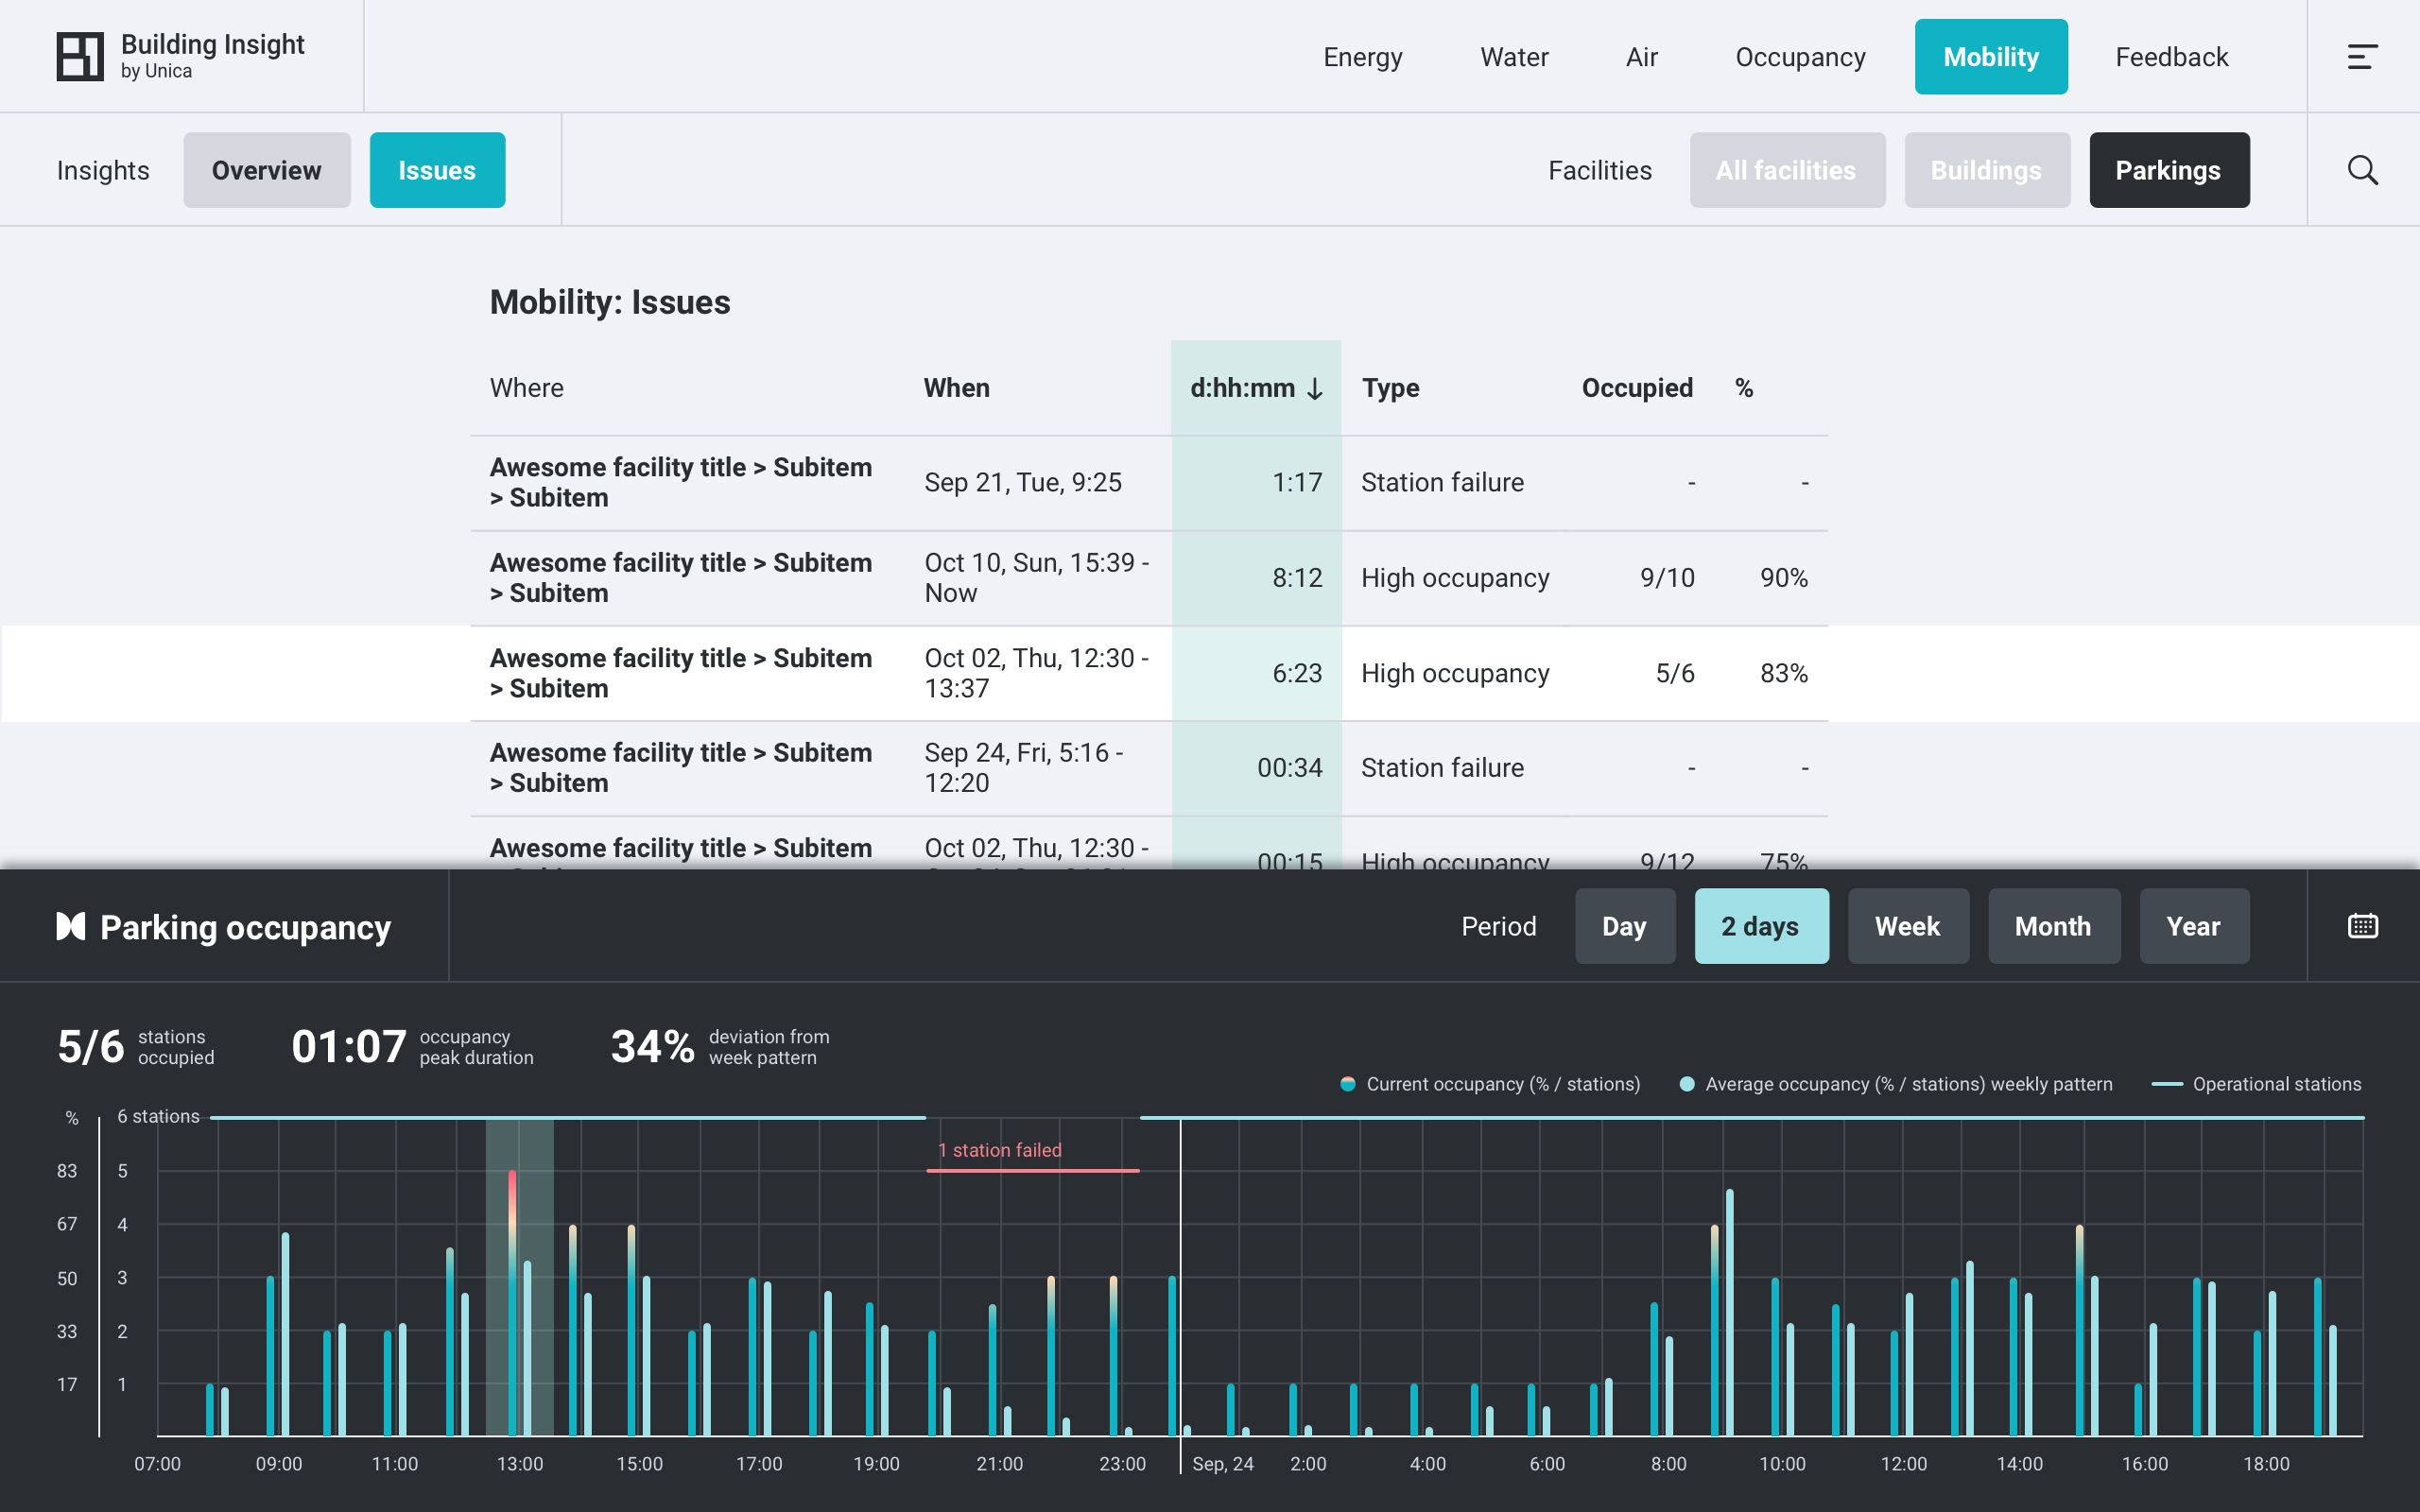 Building Insight
by Unica
Energy
Water
Air
Occupancy
Mobility
Feedback
Insights
Overview
Issues
Facilities
All facilities
Buildings
Parkings
Mobility: Issues
Where When d:hh:mm ↓ Type Occupied %
Awesome facility title > Subitem
> Subitem
Sep 21, Tue, 9:25
1:17
Station failure
-
-
Awesome facility title > Subitem
> Subitem
Oct 10, Sun, 15:39 -
Now
8:12
High occupancy
9/10
90%
Awesome facility title > Subitem
> Subitem
Oct 02, Thu, 12:30 -
13:37
6:23
High occupancy
5/6
83%
Awesome facility title > Subitem
> Subitem
Sep 24, Fri, 5:16 -
12:20
00:34
Station failure
-
-
Awesome facility title > Subitem
Oct 02, Thu, 12:30 -
00:15
High occupancy
9/12
75%
Parking occupancy
Period
Day
2 days
Week
Month
Year
5/6
stations
occupied
01:07
occupancy
peak duration
34%
deviation from
week pattern
Current occupancy (% / stations)
Average occupancy (% / stations) weekly pattern
Operational stations
% 6 stations
1 station failed
83 5
67 4
50 3
33 2
17 1
07:00 09:00 11:00 13:00 15:00 17:00 19:00 21:00 23:00 Sep, 24 2:00 4:00 6:00 8:00 10:00 12:00 14:00 16:00 18:00